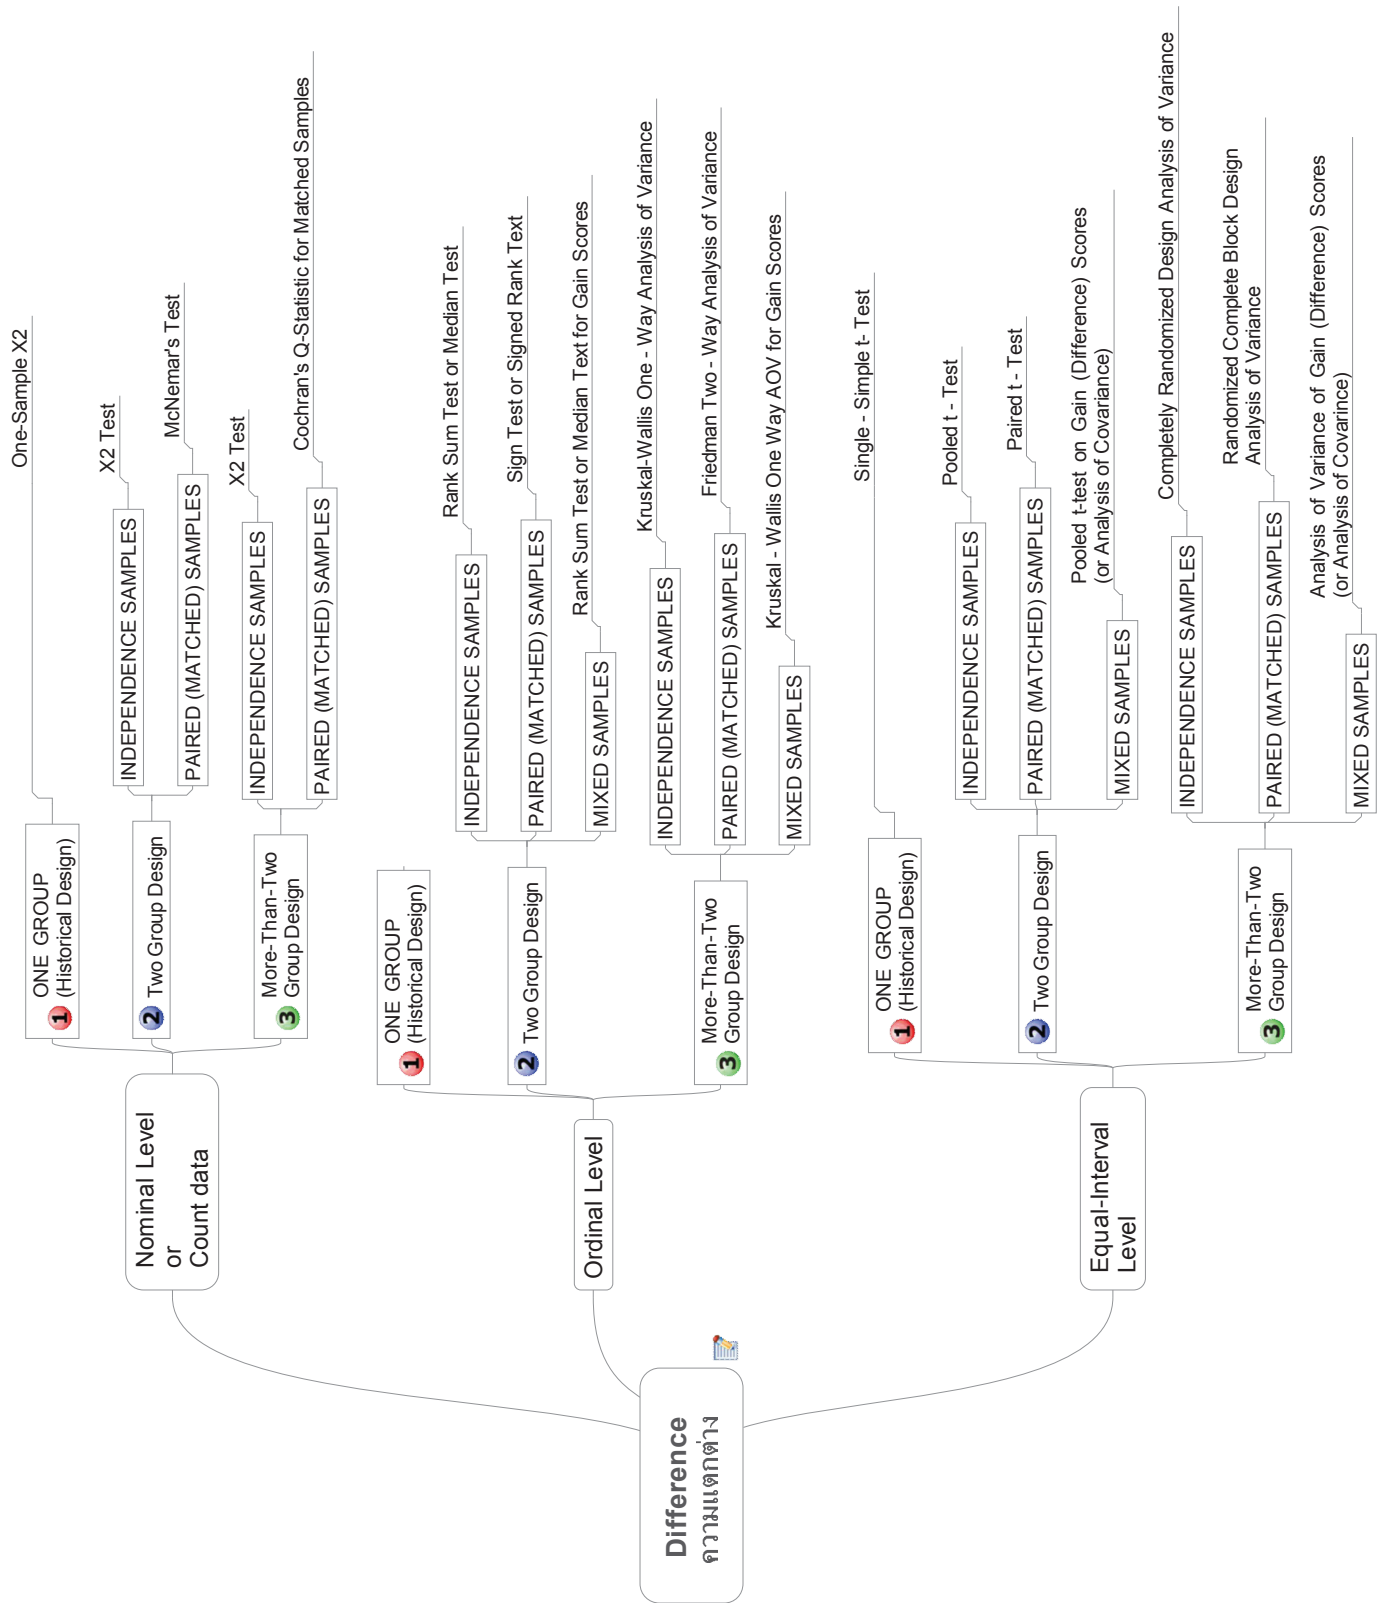 Difference
ความแตกต่าง
Nominal Level
or
Count data
1 ONE GROUP
(Historical Design)
One-Sample X2
2 Two Group Design
INDEPENDENCE SAMPLES
X2 Test
PAIRED (MATCHED) SAMPLES
McNemar's Test
3 More-Than-Two
Group Design
INDEPENDENCE SAMPLES
X2 Test
PAIRED (MATCHED) SAMPLES
Cochran's Q-Statistic for Matched Samples
Ordinal Level
1 ONE GROUP
(Historical Design)
2 Two Group Design
INDEPENDENCE SAMPLES
Rank Sum Test or Median Test
PAIRED (MATCHED) SAMPLES
Sign Test or Signed Rank Text
MIXED SAMPLES
Rank Sum Test or Median Text for Gain Scores
3 More-Than-Two
Group Design
INDEPENDENCE SAMPLES
Kruskal-Wallis One - Way Analysis of Variance
PAIRED (MATCHED) SAMPLES
Friedman Two - Way Analysis of Variance
MIXED SAMPLES
Kruskal - Wallis One Way AOV for Gain Scores
Equal-Interval
Level
1 ONE GROUP
(Historical Design)
Single - Simple t- Test
2 Two Group Design
INDEPENDENCE SAMPLES
Pooled t - Test
PAIRED (MATCHED) SAMPLES
Paired t - Test
MIXED SAMPLES
Pooled t-test on Gain (Difference) Scores
(or Analysis of Covariance)
3 More-Than-Two
Group Design
INDEPENDENCE SAMPLES
Completely Randomized Design Analysis of Variance
PAIRED (MATCHED) SAMPLES
Randomized Complete Block Design
Analysis of Variance
MIXED SAMPLES
Analysis of Variance of Gain (Difference) Scores
(or Analysis of Covarince)